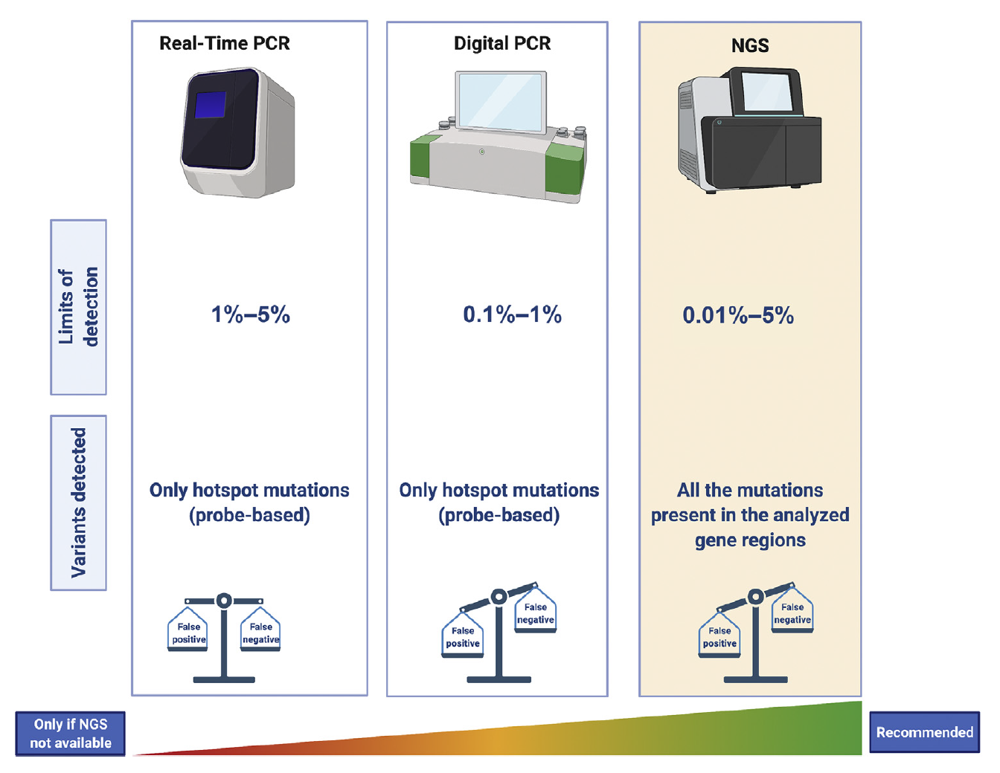 Real-Time PCR
Digital PCR
NGS
Limits of
detection
1%–5%
0.1%–1%
0.01%–5%
Variants detected
Only hotspot mutations
(probe-based)
Only hotspot mutations
(probe-based)
All the mutations
present in the analyzed
gene regions
False
positive
False
negative
False
positive
False
negative
False
positive
False
negative
Only if NGS
not available
Recommended